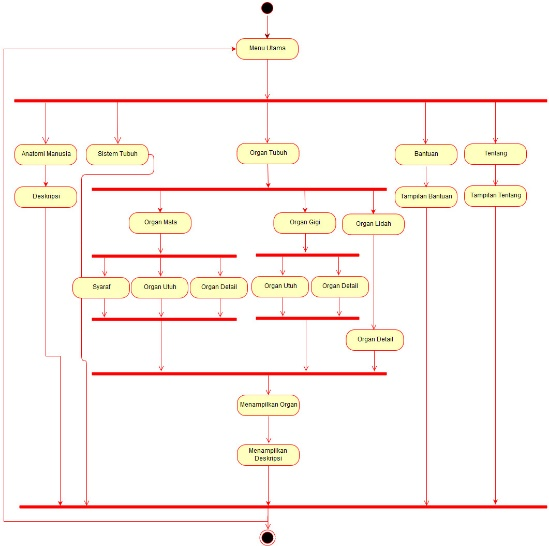 Menu Utama
Anatomi Manusia
Sistem Tubuh
Organ Tubuh
Bantuan
Tentang
Deskripsi
Tampilan Bantuan
Tampilan Tentang
Organ Mata
Organ Gigi
Organ Lidah
Syaraf
Organ Utuh
Organ Detail
Organ Utuh
Organ Detail
Organ Detail
Menampilkan Organ
Menampilkan
Deskripsi